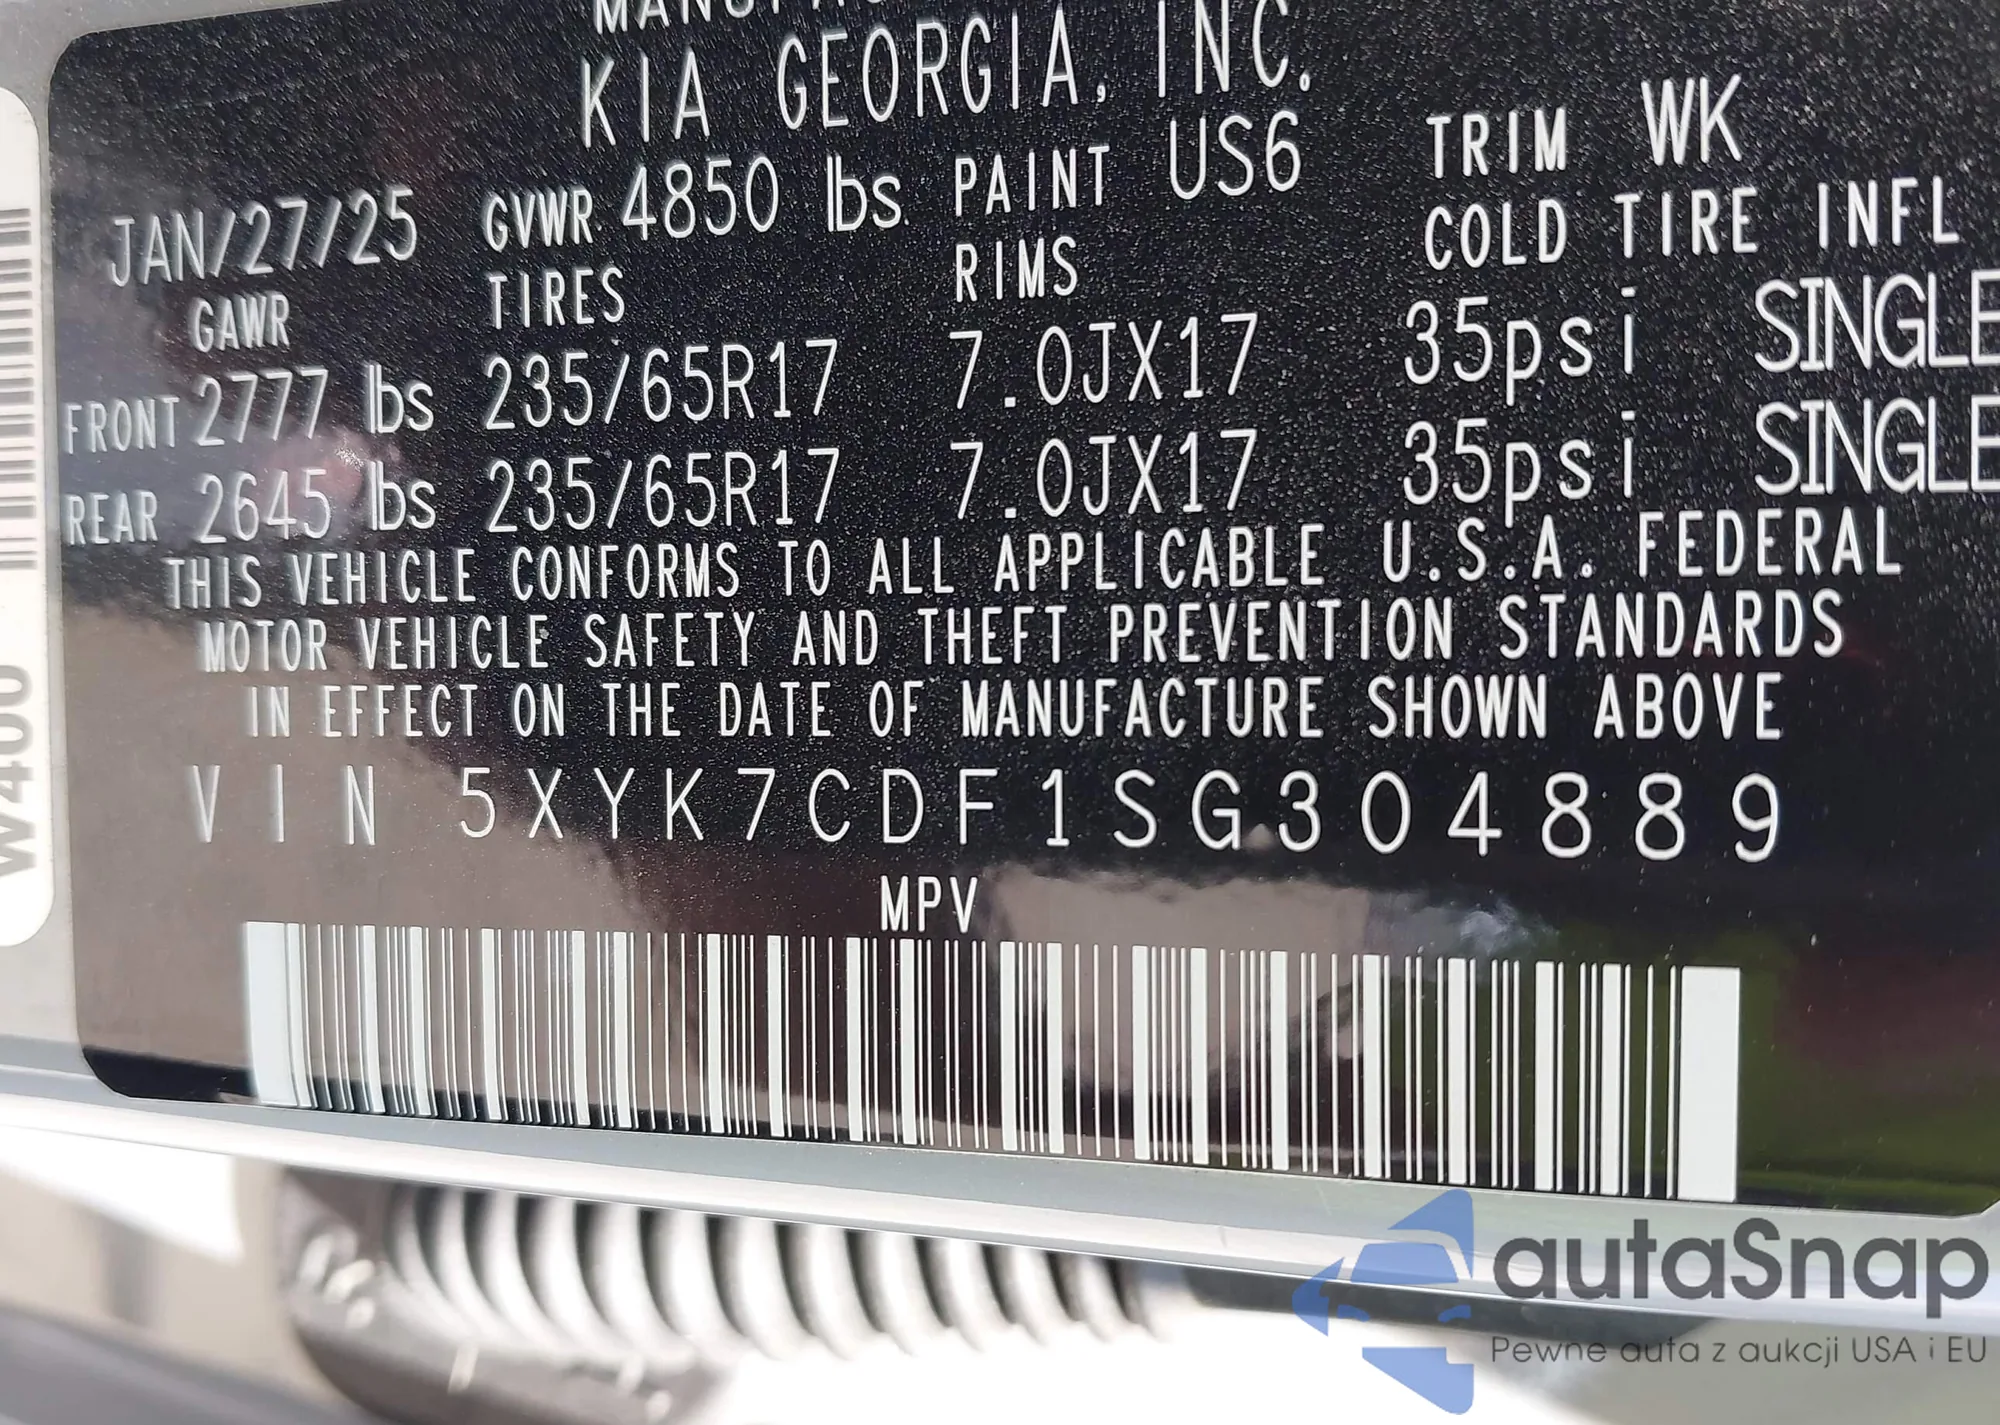 MANUFAC
KIA GEORGIA, INC.
JAN/27/25 GVWR 4850 lbs PAINT US6 TRIM WK
GAWR TIRES RIMS COLD TIRE INFL
FRONT 2777 lbs 235/65R17 7.0JX17 35psi SINGLE
REAR 2645 lbs 235/65R17 7.0JX17 35psi SINGLE
THIS VEHICLE CONFORMS TO ALL APPLICABLE U.S.A. FEDERAL
MOTOR VEHICLE SAFETY AND THEFT PREVENTION STANDARDS
IN EFFECT ON THE DATE OF MANUFACTURE SHOWN ABOVE
VIN 5XYK7CDF1SG304889
MPV
W400
autaSnap
Pewne auta z aukcji USA i EU